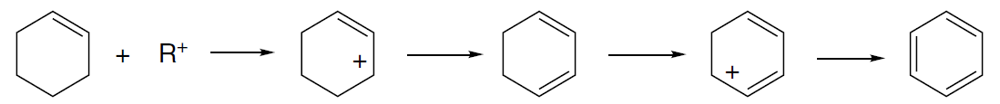 + R⁺ + +